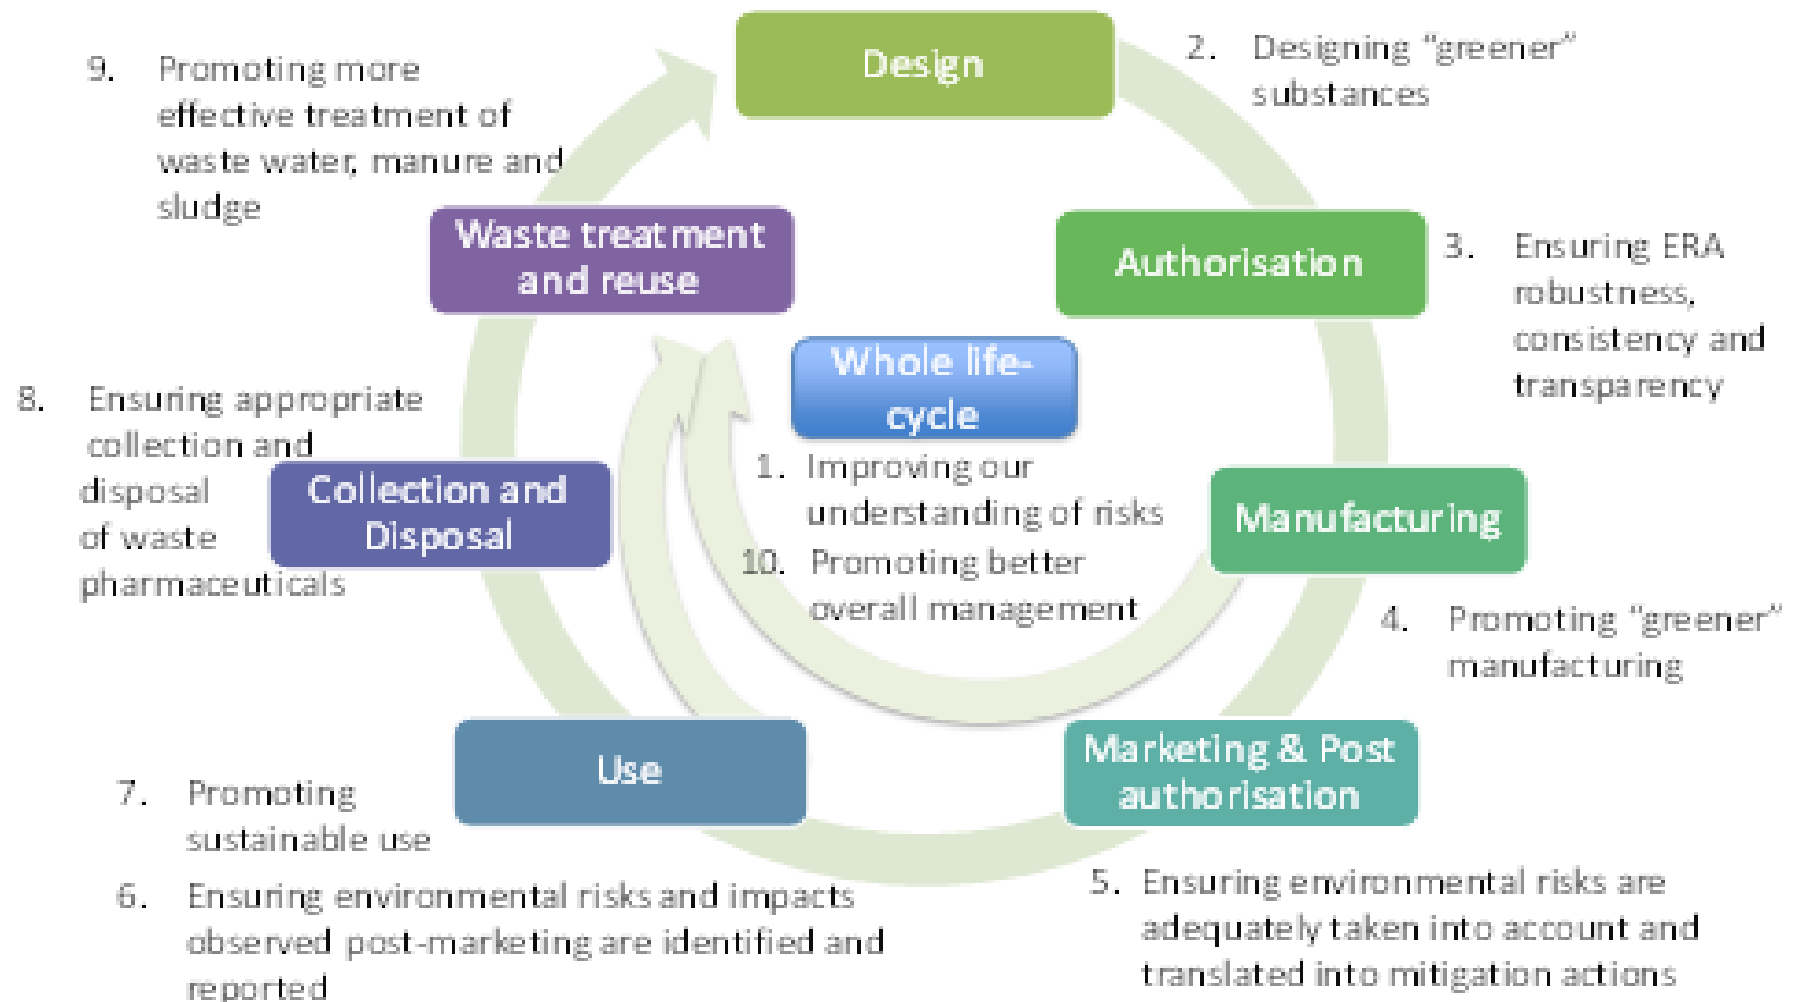 Design
2. Designing “greener”
substances
Authorisation
3. Ensuring ERA
robustness,
consistency and
transparency
Manufacturing
4. Promoting “greener”
manufacturing
Marketing & Post
authorisation
5. Ensuring environmental risks are
adequately taken into account and
translated into mitigation actions
Use
7. Promoting
sustainable use
6. Ensuring environmental risks and impacts
observed post-marketing are identified and
reported
Collection and
Disposal
8. Ensuring appropriate
collection and
disposal
of waste
pharmaceuticals
Waste treatment
and reuse
9. Promoting more
effective treatment of
waste water, manure and
sludge
Whole life-
cycle
1. Improving our
understanding of risks
10. Promoting better
overall management